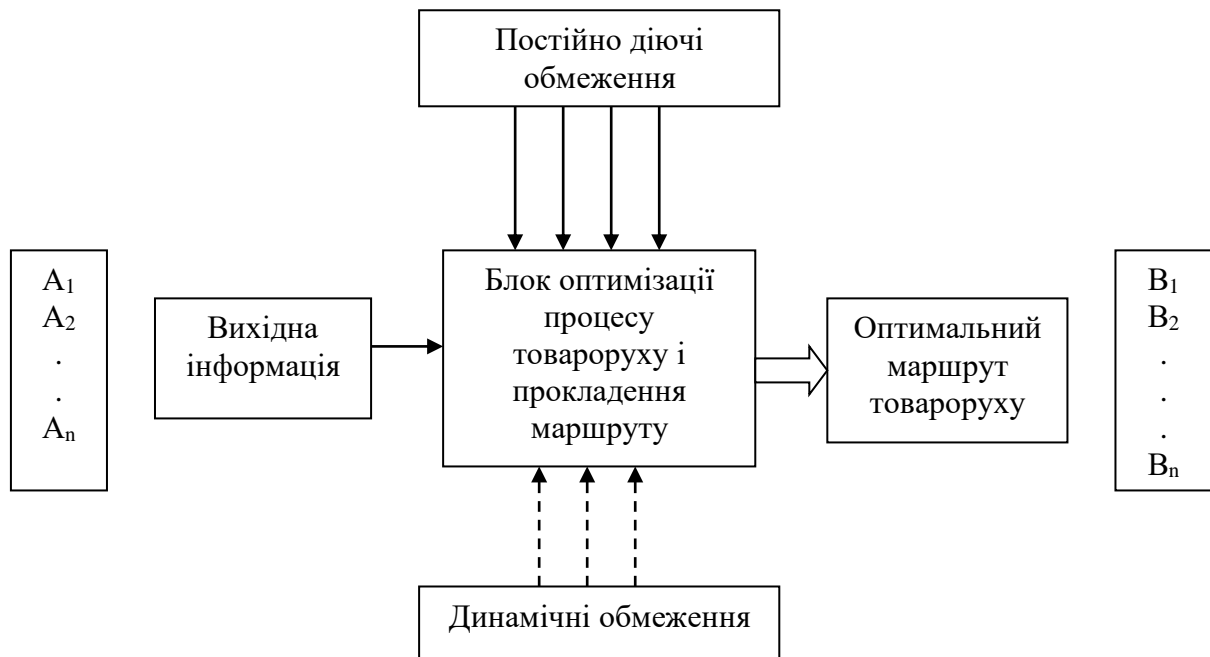 Постійно діючі
обмеження
A₁
A₂
.
.
Aₙ
Вихідна
інформація
Блок оптимізації
процесу
товароруху і
прокладення
маршруту
Оптимальний
маршрут
товароруху
B₁
B₂
.
.
.
Bₙ
Динамічні обмеження